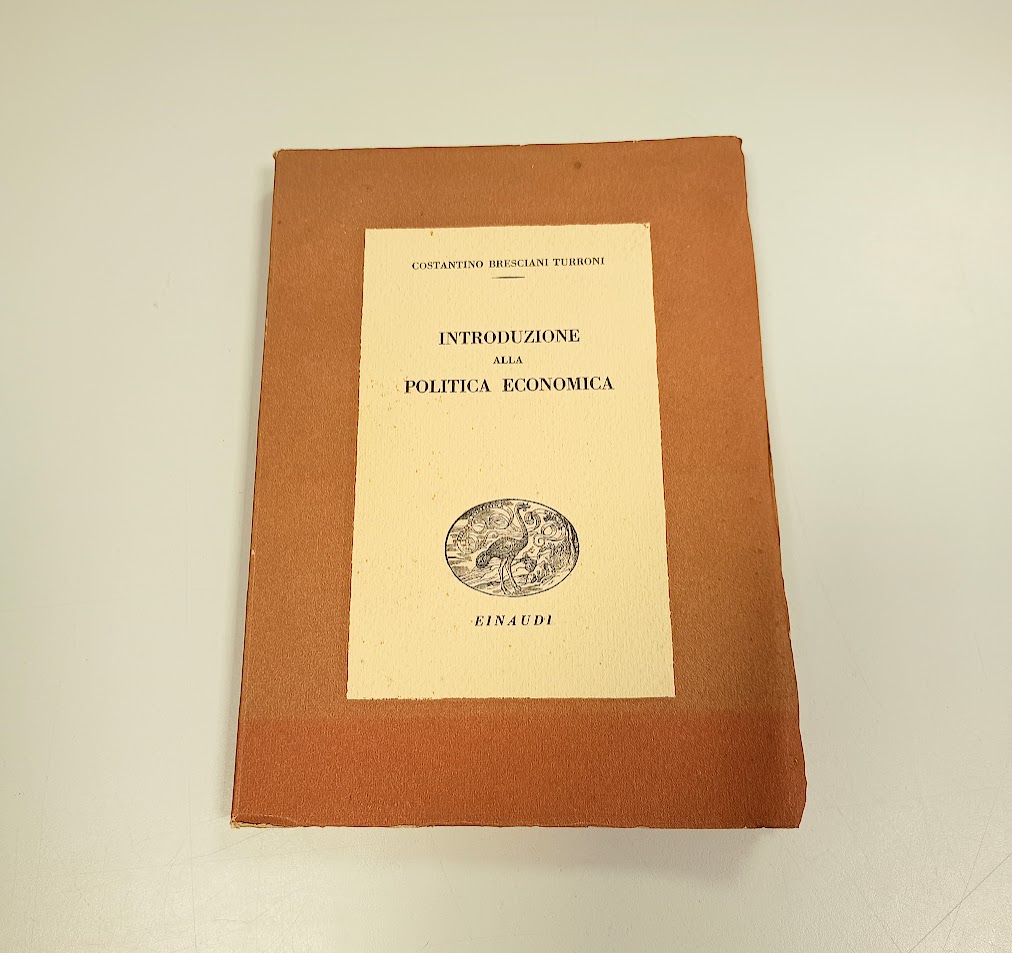 COSTANTINO BRESCIANI TURRONI
INTRODUZIONE
ALLA
POLITICA ECONOMICA
EINAUDI